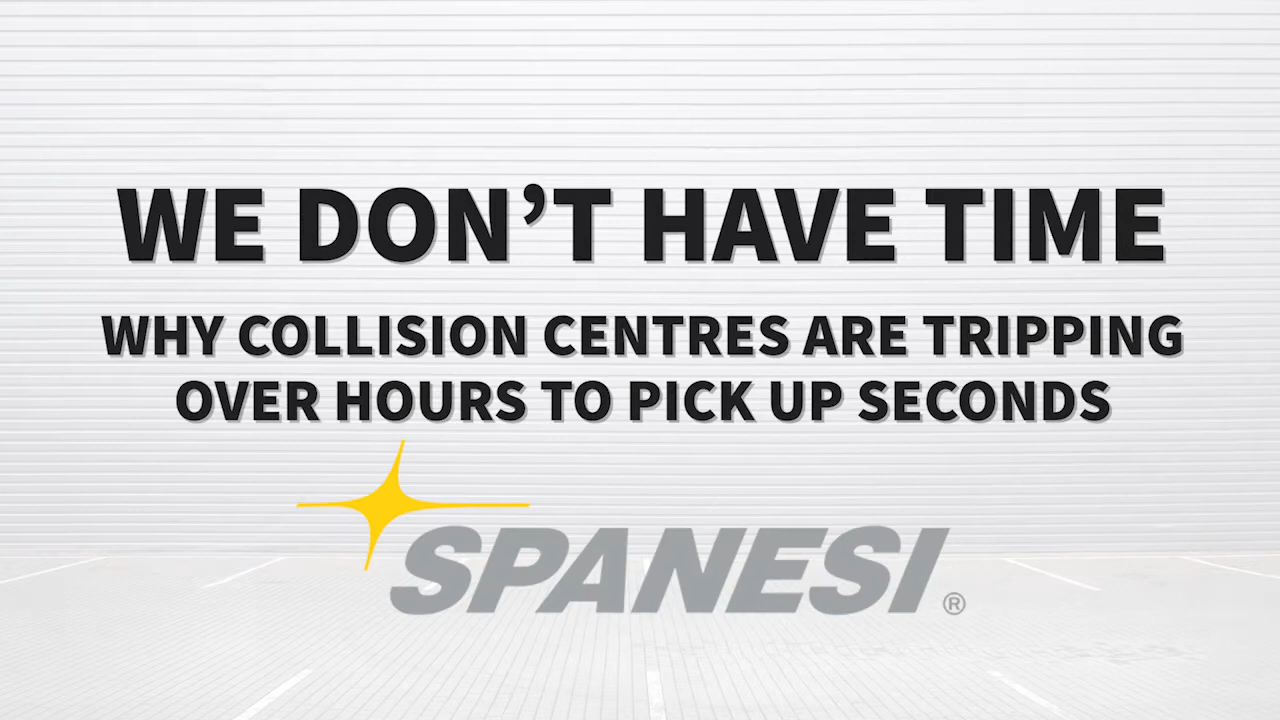 WE DON’T HAVE TIME
WHY COLLISION CENTRES ARE TRIPPING
OVER HOURS TO PICK UP SECONDS
SPANESI®